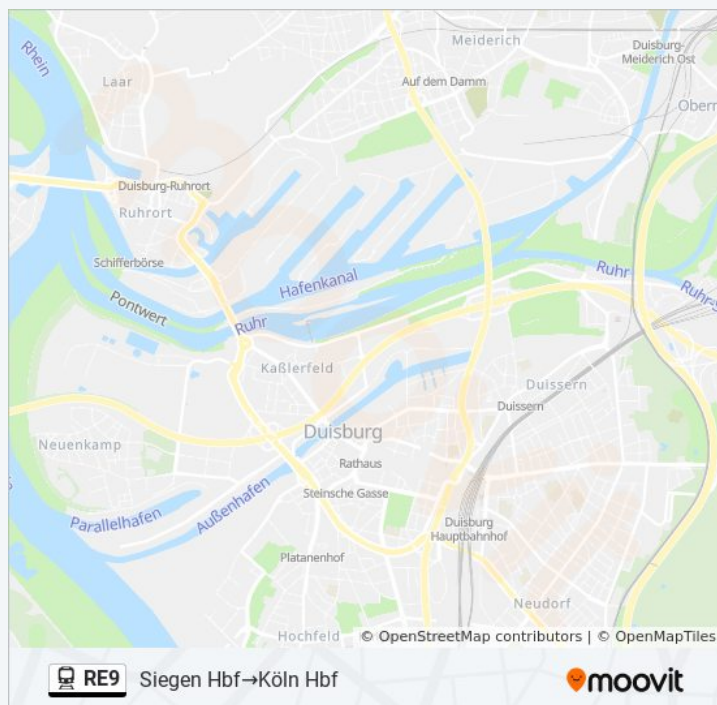 Rhein
Laar
Meiderich
Duisburg-
Meiderich Ost
Auf dem Damm
Duisburg-Ruhrort
Ruhrort
Schifferbörse
Hafenkanal
Ruhr
Pontwert
Ruhr
Kaßlerfeld
Duissern
Duissern
Duisburg
Neuenkamp
Rathaus
Steinsche Gasse
Parallelhafen
Außenhafen
Duisburg
Hauptbahnhof
Platanenhof
Neudorf
Hochfeld
© OpenStreetMap contributors | © OpenMapTiles
RE9 Siegen Hbf→Köln Hbf
moovit